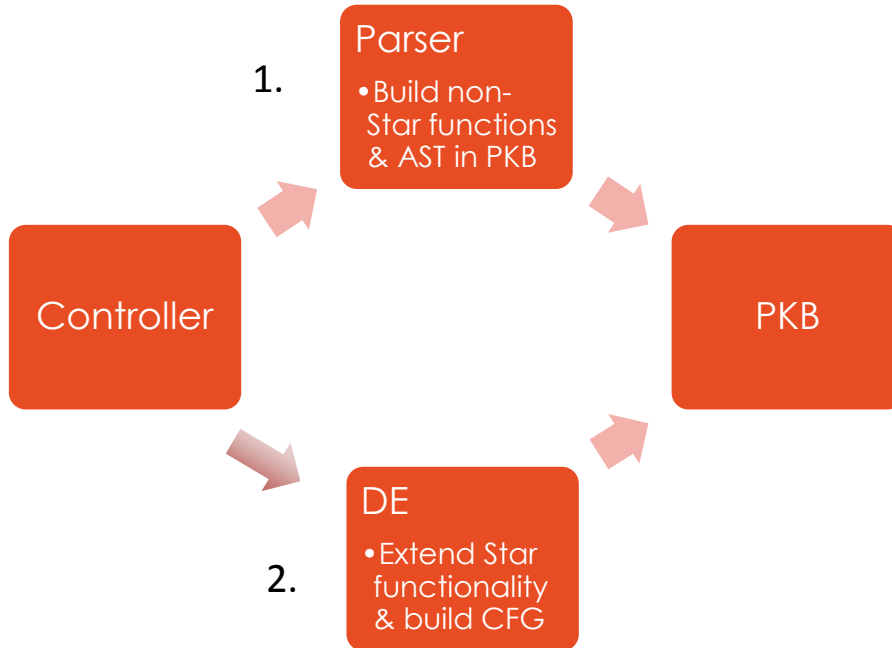 1.
Parser
•Build non-
Star functions
& AST in PKB
Controller
PKB
2.
DE
•Extend Star
functionality
& build CFG